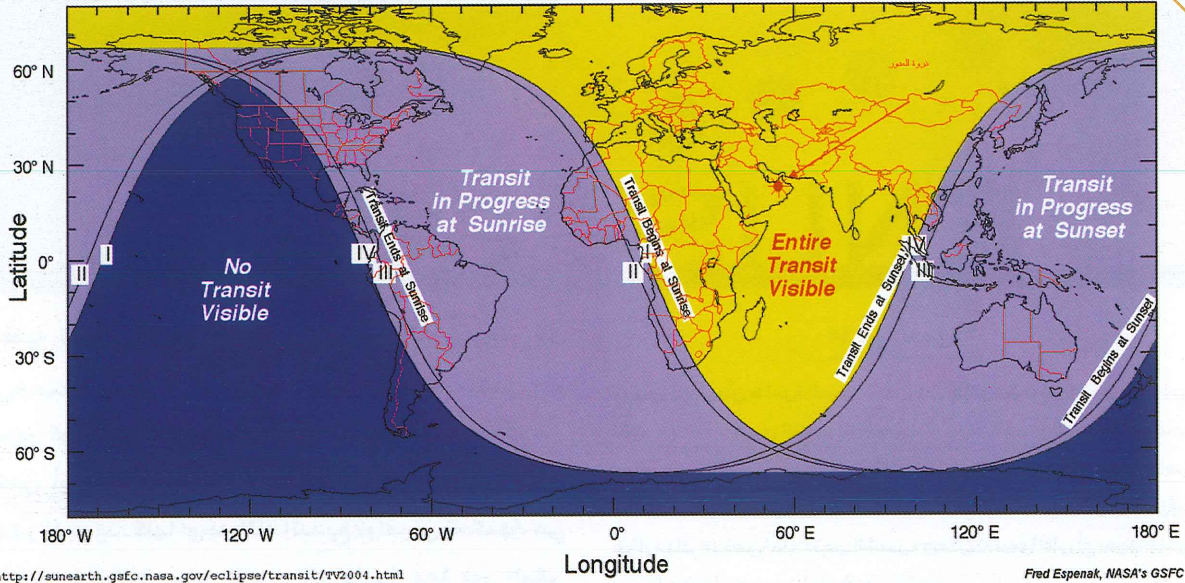 60° N
30° N
0°
30° S
60° S
Latitude
II
I
No
Transit
Visible
IV
III
Transit Ends at Sunrise
Transit
in Progress
at Sunrise
II
I
Transit Begins at Sunrise
Entire
Transit
Visible
ذروة العبور
Transit Ends at Sunset
IV
III
Transit
in Progress
at Sunset
Transit Begins at Sunset
180° W
120° W
60° W
0°
60° E
120° E
180° E
Longitude
http://sunearth.gsfc.nasa.gov/eclipse/transit/TV2004.html
Fred Espenak, NASA's GSFC